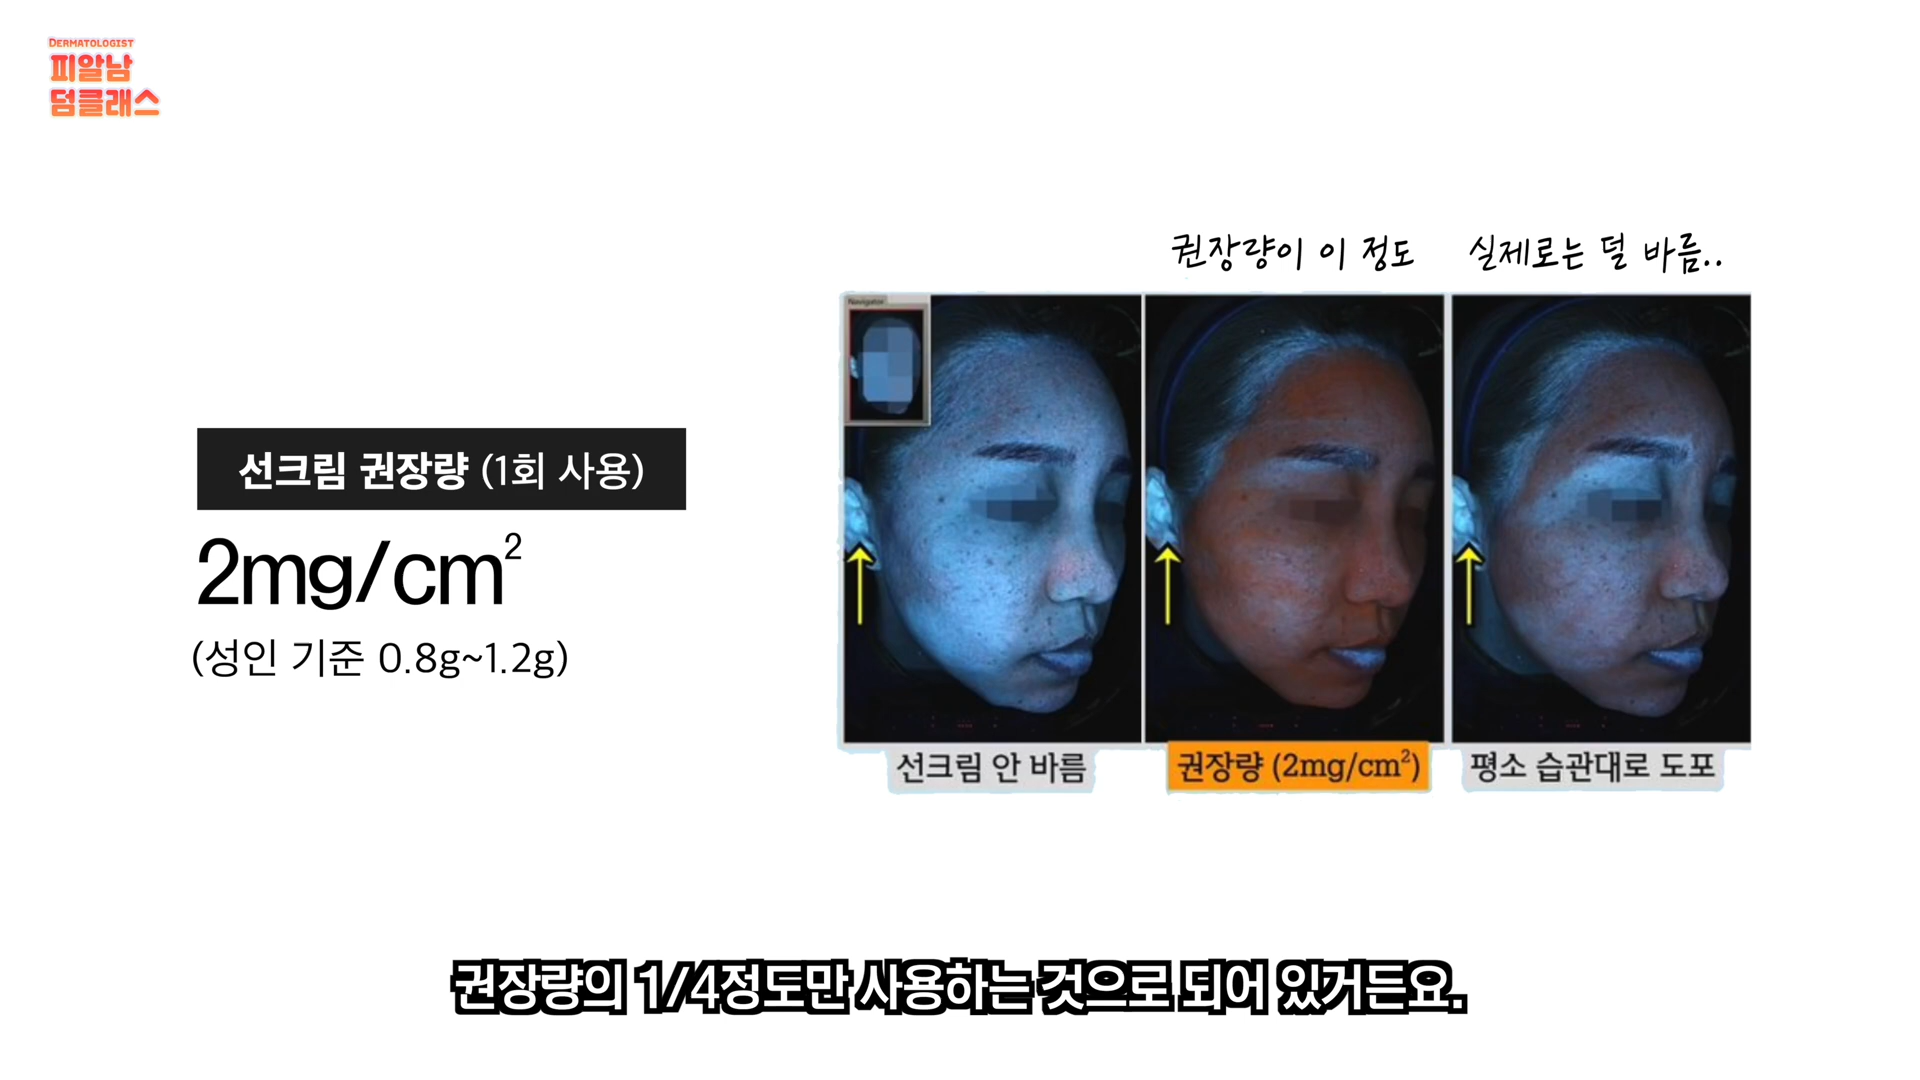 DERMATOLOGIST
피알남
덤클래스
권장량이 이 정도
실제로는 덜 바름..
Navigator
선크림 권장량 (1회 사용)
2mg/cm²
(성인 기준 0.8g~1.2g)
선크림 안 바름
권장량 (2mg/cm²)
평소 습관대로 도포
권장량의 1/4정도만 사용하는 것으로 되어 있거든요.